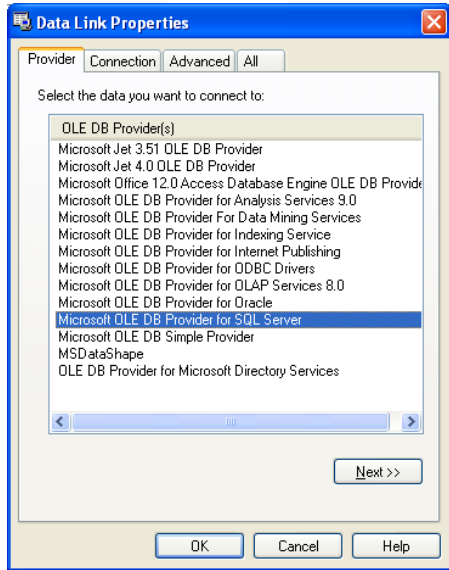 Data Link Properties
Provider Connection Advanced All
Select the data you want to connect to:
OLE DB Provider(s)
Microsoft Jet 3.51 OLE DB Provider
Microsoft Jet 4.0 OLE DB Provider
Microsoft Office 12.0 Access Database Engine OLE DB Provide
Microsoft OLE DB Provider for Analysis Services 9.0
Microsoft OLE DB Provider For Data Mining Services
Microsoft OLE DB Provider for Indexing Service
Microsoft OLE DB Provider for Internet Publishing
Microsoft OLE DB Provider for ODBC Drivers
Microsoft OLE DB Provider for OLAP Services 8.0
Microsoft OLE DB Provider for Oracle
Microsoft OLE DB Provider for SQL Server
Microsoft OLE DB Simple Provider
MSDataShape
OLE DB Provider for Microsoft Directory Services
Next >>
OK Cancel Help